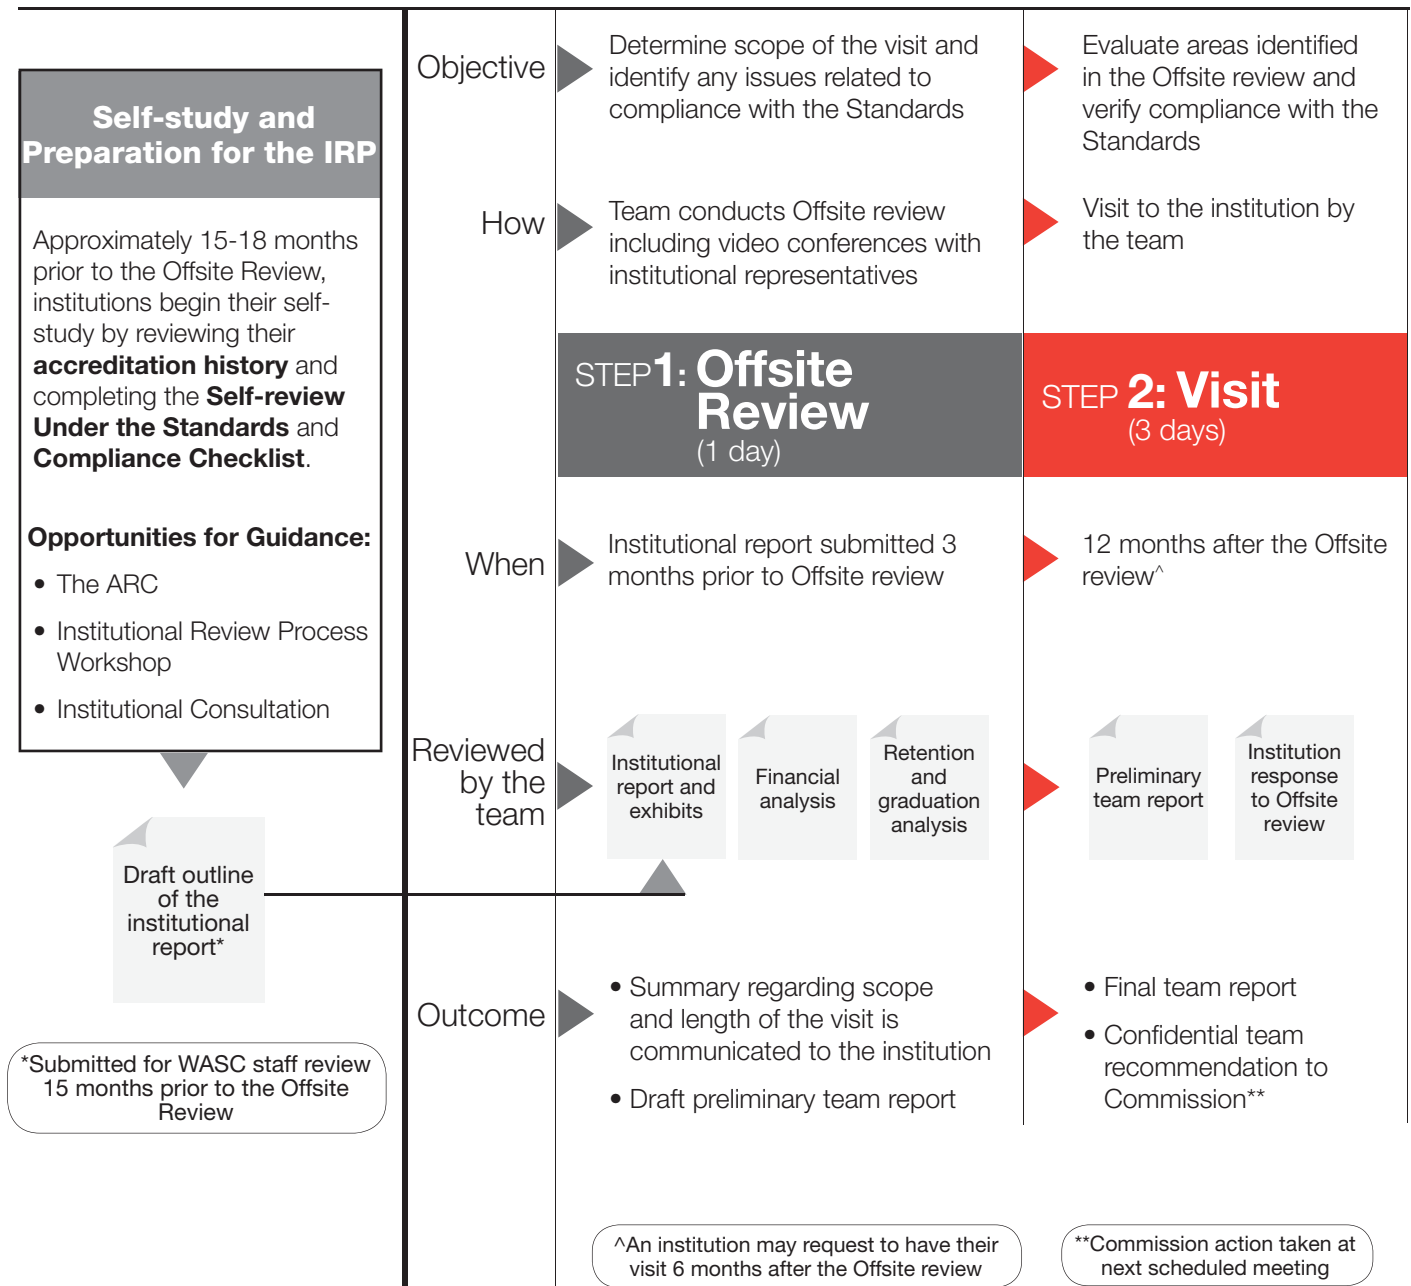 Self-study and
Preparation for the IRP
Approximately 15-18 months
prior to the Offsite Review,
institutions begin their self-
study by reviewing their
accreditation history and
completing the Self-review
Under the Standards and
Compliance Checklist.
Opportunities for Guidance:
• The ARC
• Institutional Review Process
Workshop
• Institutional Consultation
Draft outline
of the
institutional
report*
*Submitted for WASC staff review
15 months prior to the Offsite
Review
Objective
Determine scope of the visit and
identify any issues related to
compliance with the Standards
Evaluate areas identified
in the Offsite review and
verify compliance with the
Standards
How
Team conducts Offsite review
including video conferences with
institutional representatives
Visit to the institution by
the team
STEP 1: Offsite
Review
(1 day)
STEP 2: Visit
(3 days)
When
Institutional report submitted 3
months prior to Offsite review
12 months after the Offsite
review^
Reviewed
by the
team
Institutional
report and
exhibits
Financial
analysis
Retention
and
graduation
analysis
Preliminary
team report
Institution
response
to Offsite
review
Outcome
• Summary regarding scope
and length of the visit is
communicated to the institution
• Draft preliminary team report
• Final team report
• Confidential team
recommendation to
Commission**
^An institution may request to have their
visit 6 months after the Offsite review
**Commission action taken at
next scheduled meeting